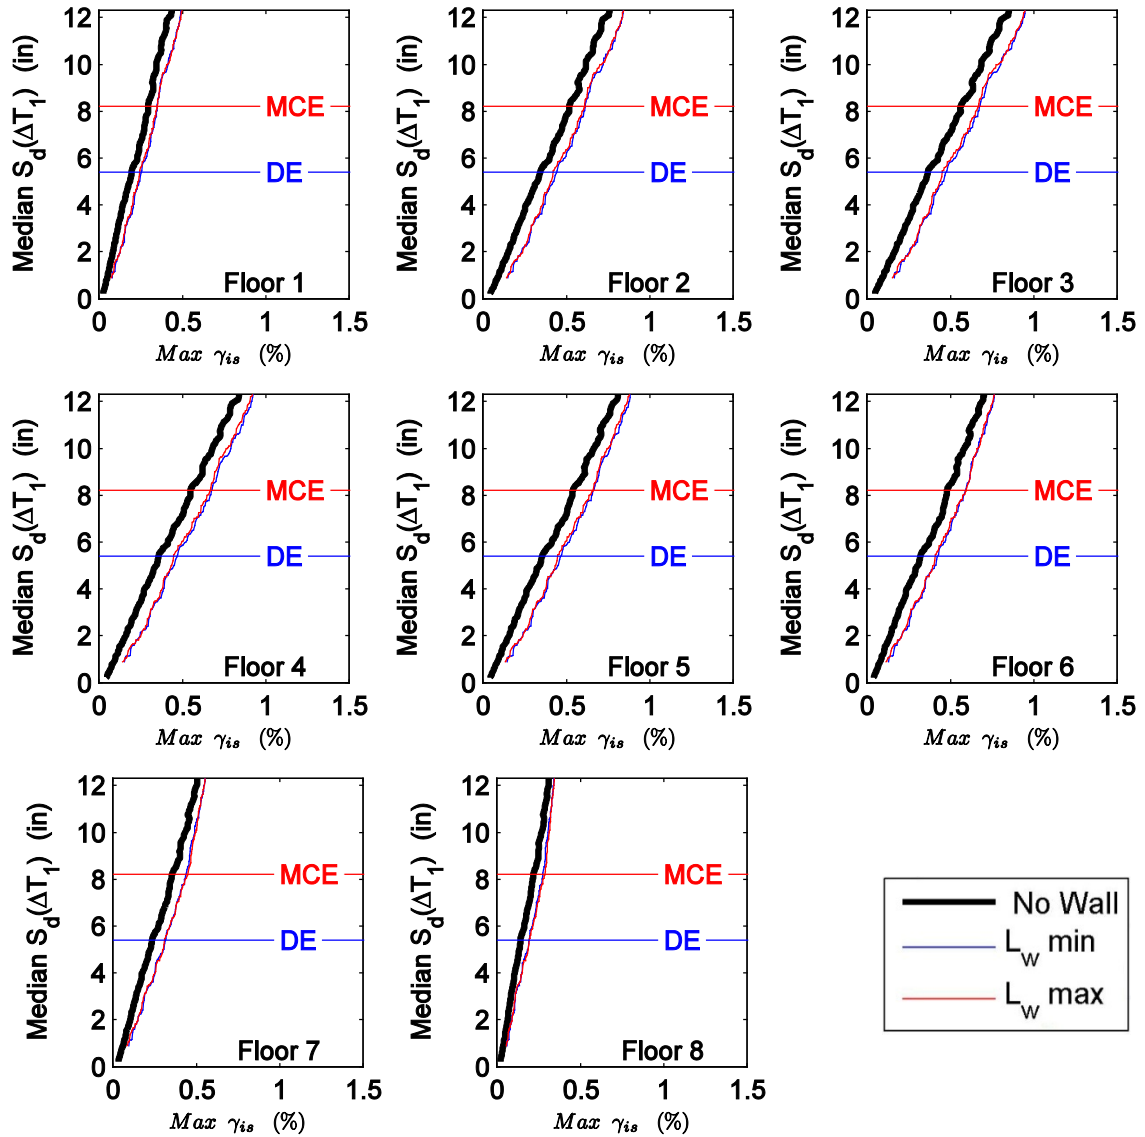 Median S_d(ΔT_1) (in)
12
10
8
6
4
2
0
MCE
DE
Floor 1
0 0.5 1 1.5
Max γ_is (%)
Median S_d(ΔT_1) (in)
12
10
8
6
4
2
0
MCE
DE
Floor 2
0 0.5 1 1.5
Max γ_is (%)
Median S_d(ΔT_1) (in)
12
10
8
6
4
2
0
MCE
DE
Floor 3
0 0.5 1 1.5
Max γ_is (%)
Median S_d(ΔT_1) (in)
12
10
8
6
4
2
0
MCE
DE
Floor 4
0 0.5 1 1.5
Max γ_is (%)
Median S_d(ΔT_1) (in)
12
10
8
6
4
2
0
MCE
DE
Floor 5
0 0.5 1 1.5
Max γ_is (%)
Median S_d(ΔT_1) (in)
12
10
8
6
4
2
0
MCE
DE
Floor 6
0 0.5 1 1.5
Max γ_is (%)
Median S_d(ΔT_1) (in)
12
10
8
6
4
2
0
MCE
DE
Floor 7
0 0.5 1 1.5
Max γ_is (%)
Median S_d(ΔT_1) (in)
12
10
8
6
4
2
0
MCE
DE
Floor 8
0 0.5 1 1.5
Max γ_is (%)
No Wall
L_w min
L_w max